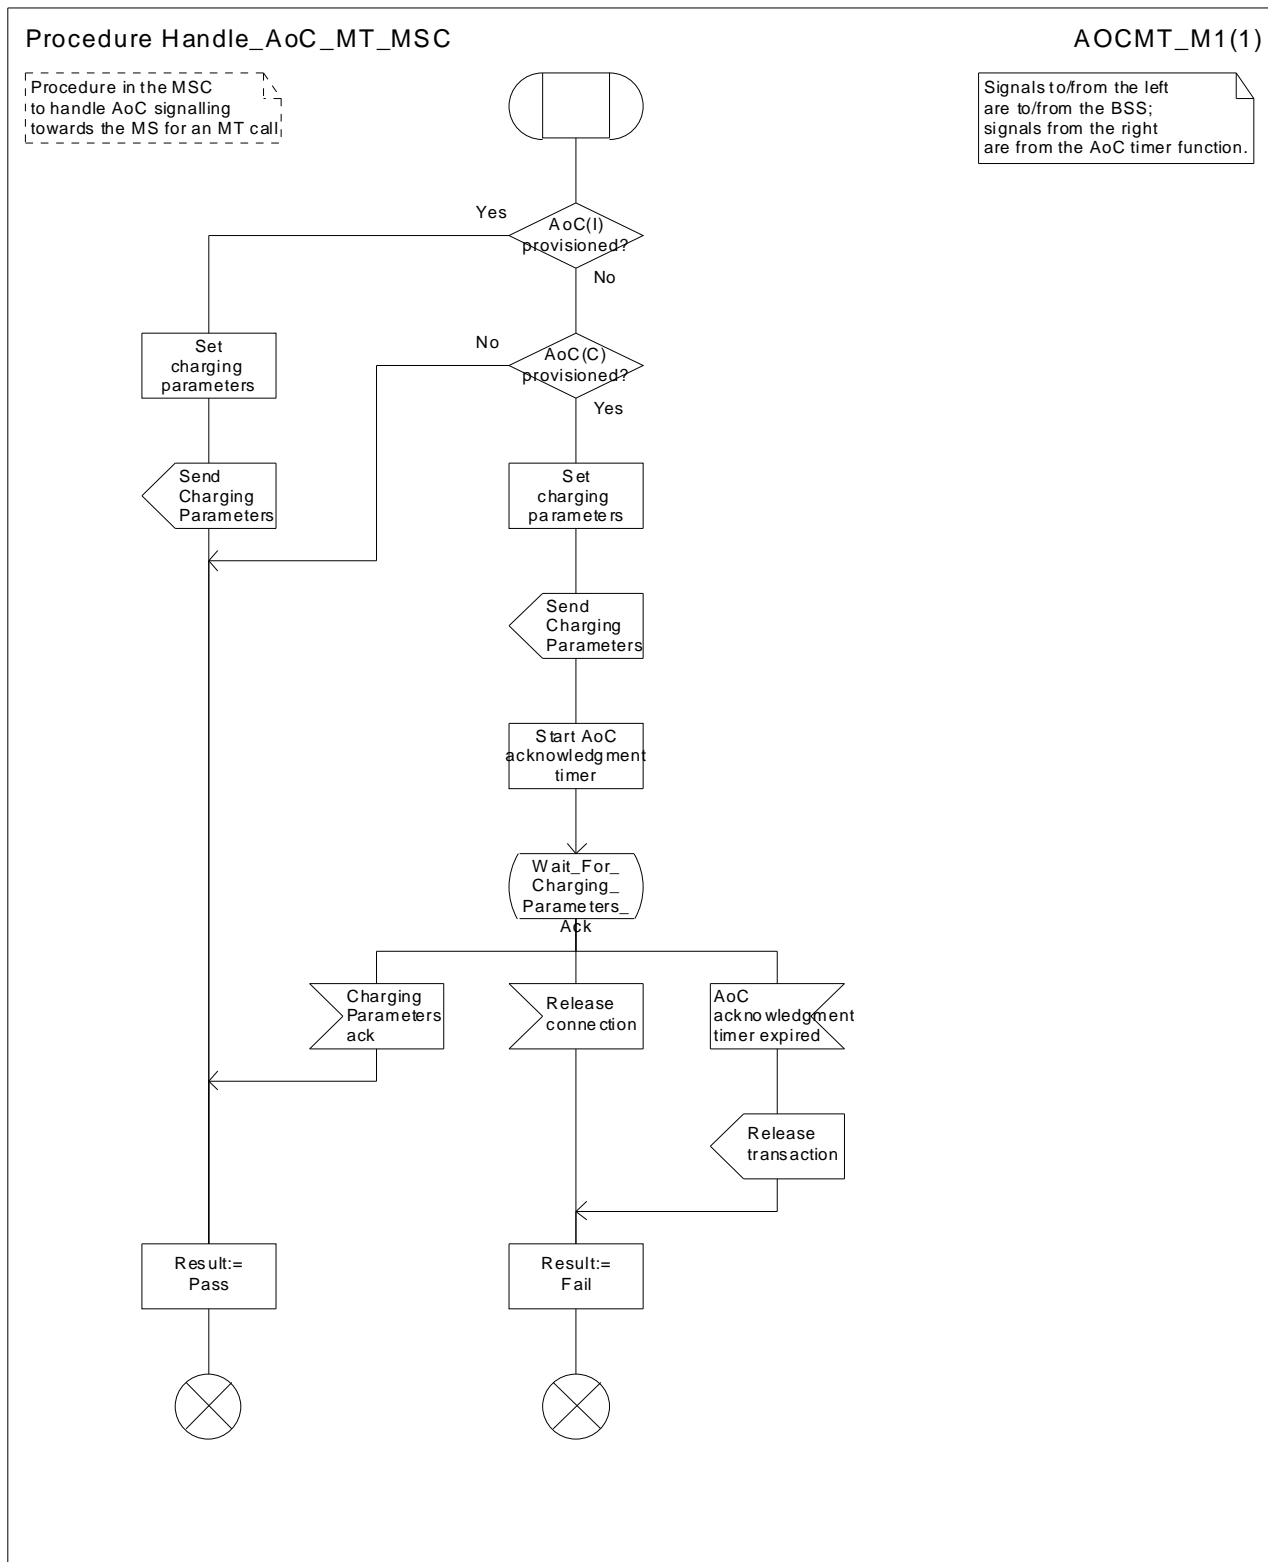 Procedure Handle_AoC_MT_MSC
AOCMT_M1(1)
Procedure in the MSC
to handle AoC signalling
towards the MS for an MT call
Signals to/from the left
are to/from the BSS;
signals from the right
are from the AoC timer function.
Yes
AoC(I)
provisioned?
No
Set
charging
parameters
No
AoC(C)
provisioned?
Yes
Send
Charging
Parameters
Set
charging
parameters
Send
Charging
Parameters
Start AoC
acknowledgment
timer
Wait_For_
Charging_
Parameters_
Ack
Charging
Parameters
ack
Release
connection
AoC
acknowledgment
timer expired
Release
transaction
Result:=
Pass
Result:=
Fail